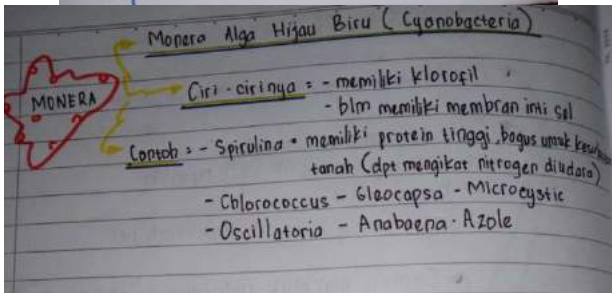 Monera Alga Hijau Biru (Cyanobacteria)
MONERA
Ciri-cirinya = - memiliki klorofil
- blm memiliki membran inti sel
Contoh = - Spirulina • memiliki protein tinggi, bagus untuk
tanah (dpt mengikat nitrogen diudara)
- Chlorococcus - Gleocapsa - Microcystic
- Oscillatoria - Anabaena - Azole